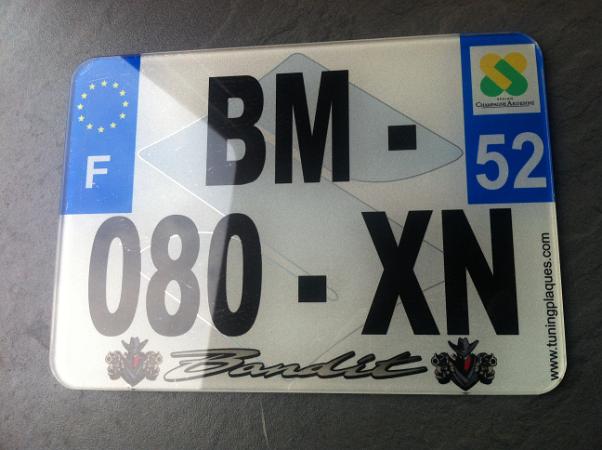 F
BM -
RÉGION
CHAMPAGNE ARDENNE
52
080 - XN
Bandit
www.tuningplaques.com